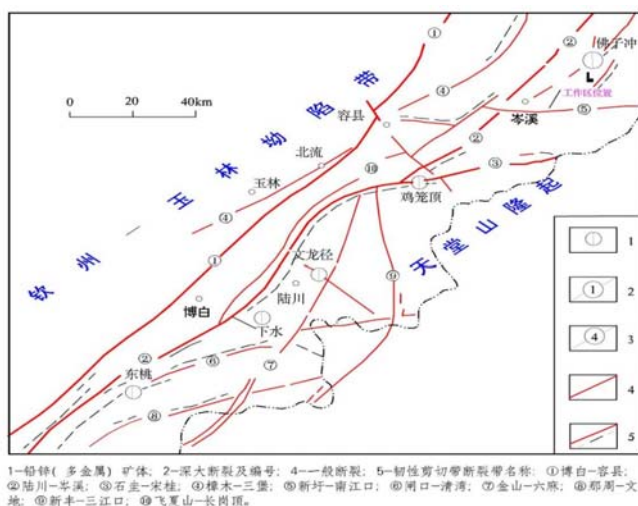 ①
②
佛子冲
工作区位置
0 20 40km
④
容县
岑溪
⑤
②
北流
⑩
③
玉林
鸡笼顶
④
钦州—玉林坳陷带
天堂山隆起
①
文龙径
⑨
陆川
博白
下水
②
⑥
东桃
⑦
⑧
1
① 2
④ 3
4
5
1—铅锌(多金属)矿体; 2—深大断裂及编号; 4—一般断裂; 5—韧性剪切带断裂带名称: ①博白—容县;
②陆川—岑溪; ③石圭—宋桂; ④樟木—三堡; ⑤新圩—南江口; ⑥闸口—清湾; ⑦金山—六麻; ⑧那周—文
地; ⑨新丰—三江口; ⑩飞夏山—长岗顶。